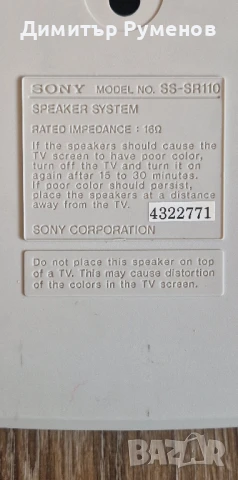 Димитър Руменов
SONY MODEL NO. SS-SR110
SPEAKER SYSTEM
RATED IMPEDANCE : 16Ω
If the speakers should cause the
TV screen to have poor color,
turn off the TV and turn it on
again after 15 to 30 minutes.
If poor color should persist,
place the speakers at a distance
away from the TV.
4322771
SONY CORPORATION
Do not place this speaker on top
of a TV. This may cause distortion
of the colors in the TV screen.
BAZAR